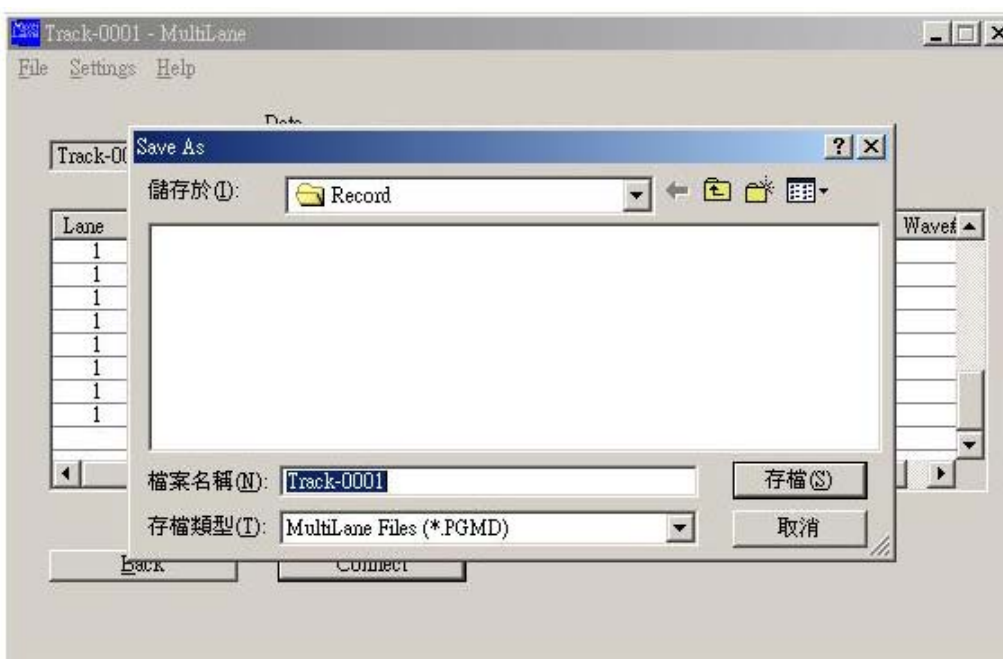 Track-0001 - MultiLane
File Settings Help
Save As
儲存於(I):
Record
Lane
1
1
1
1
1
1
1
1
檔案名稱(N):
Track-0001
存檔(S)
存檔類型(T):
MultiLane Files (*.PGMD)
取消
Back
Connect